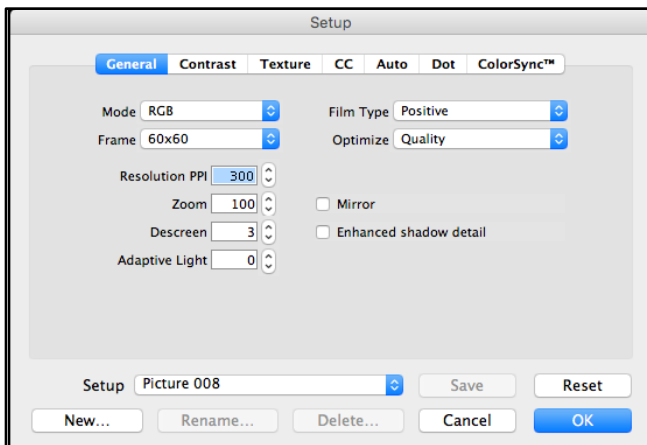 Setup
General Contrast Texture CC Auto Dot ColorSync™
Mode RGB Film Type Positive
Frame 60x60 Optimize Quality
Resolution PPI 300
Zoom 100 Mirror
Descreen 3 Enhanced shadow detail
Adaptive Light 0
Setup Picture 008 Save Reset
New... Rename... Delete... Cancel OK